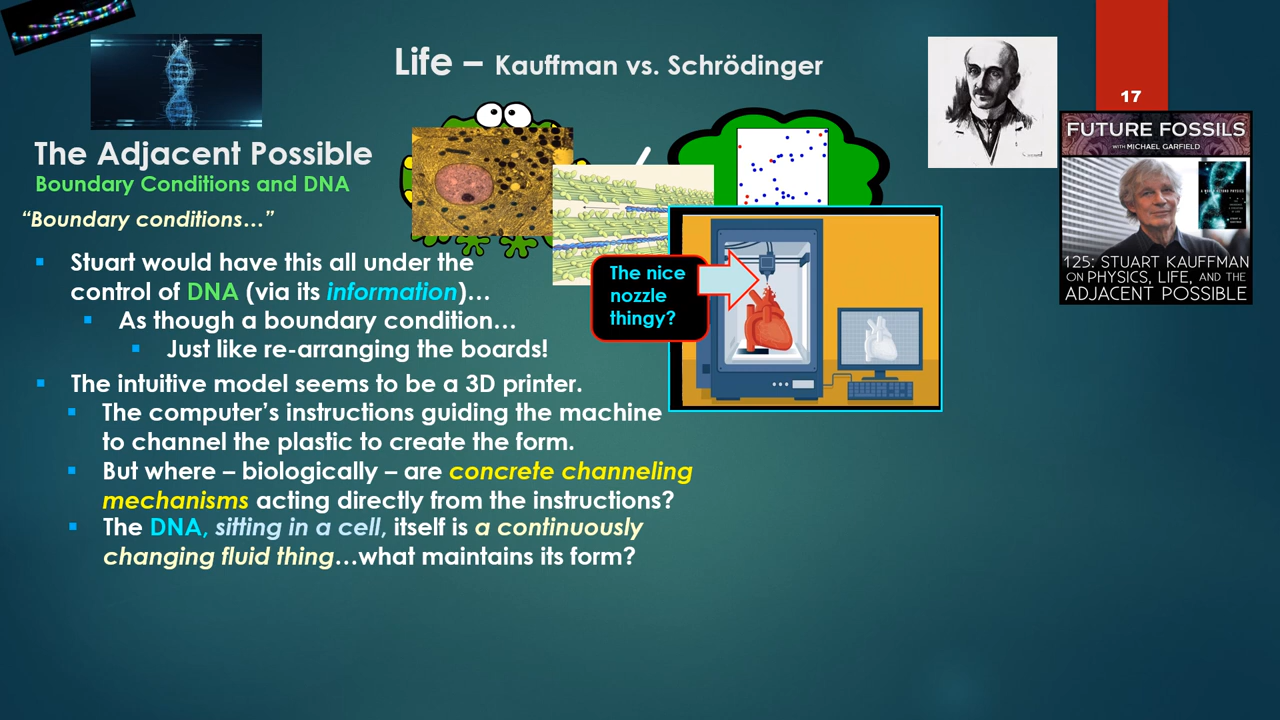 Life – Kauffman vs. Schrödinger
17
The Adjacent Possible
Boundary Conditions and DNA
“Boundary conditions…”
Stuart would have this all under the
control of DNA (via its information)…
As though a boundary condition…
Just like re-arranging the boards!
The intuitive model seems to be a 3D printer.
The computer’s instructions guiding the machine
to channel the plastic to create the form.
But where – biologically – are concrete channeling
mechanisms acting directly from the instructions?
The DNA, sitting in a cell, itself is a continuously
changing fluid thing…what maintains its form?
The nice
nozzle
thingy?
FUTURE FOSSILS
WITH MICHAEL GARFIELD
125: STUART KAUFFMAN
ON PHYSICS, LIFE, AND THE
ADJACENT POSSIBLE